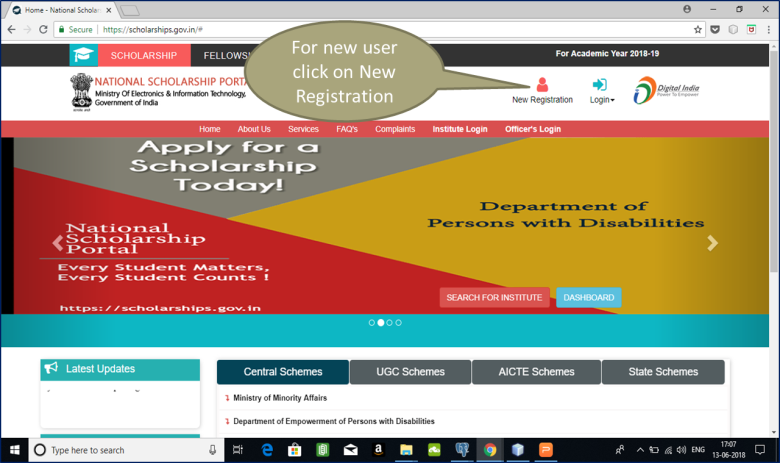 Home - National Scholars
Secure | https://scholarships.gov.in/#
SCHOLARSHIP
For new user
click on New
Registration
For Academic Year 2018-19
NATIONAL SCHOLARSHIP
Ministry Of Electronics & Information Technology,
Government of India
New Registration
Login
Digital India
Power To Empower
Home About Us Services FAQ's Complaints Institute Login Officer's Login
Apply for a
Scholarship
Today!
Department of
Persons with Disabilities
National
Scholarship
Portal
Every Student Matters,
Every Student Counts !
https://scholarships.gov.in
SEARCH FOR INSTITUTE DASHBOARD
Latest Updates
Central Schemes UGC Schemes AICTE Schemes State Schemes
Ministry of Minority Affairs
Department of Empowerment of Persons with Disabilities
Type here to search
ENG
17:07
13-06-2018